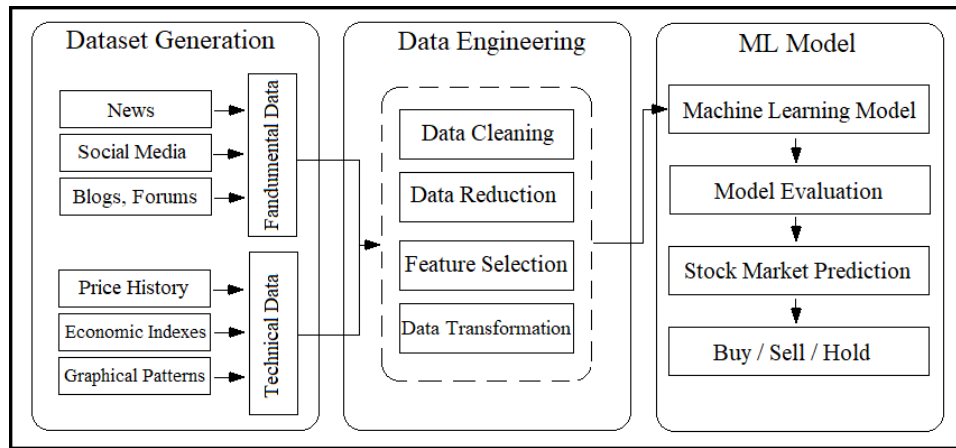 Dataset Generation
News
Social Media
Blogs, Forums
Fandumental Data
Price History
Economic Indexes
Graphical Patterns
Technical Data
Data Engineering
Data Cleaning
Data Reduction
Feature Selection
Data Transformation
ML Model
Machine Learning Model
Model Evaluation
Stock Market Prediction
Buy / Sell / Hold